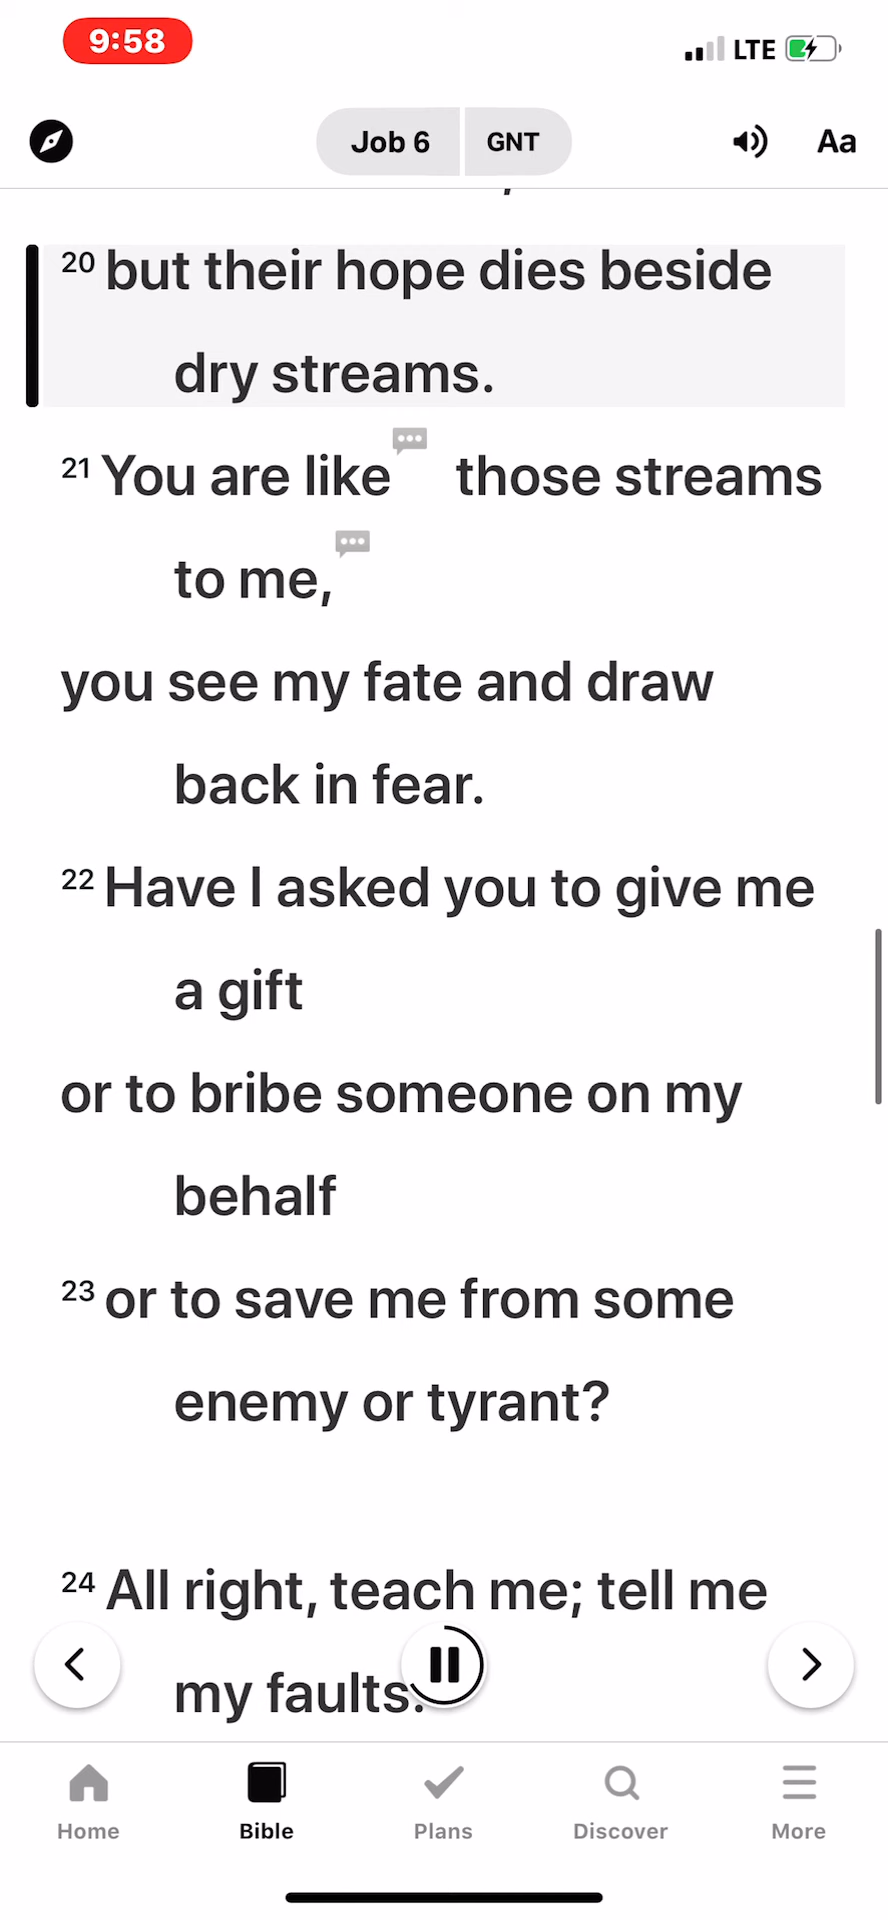 9:58
LTE
Job 6 GNT
Aa
20 but their hope dies beside
dry streams.
21 You are like those streams
to me,
you see my fate and draw
back in fear.
22 Have I asked you to give me
a gift
or to bribe someone on my
behalf
23 or to save me from some
enemy or tyrant?
24 All right, teach me; tell me
my faults.
Home Bible Plans Discover More